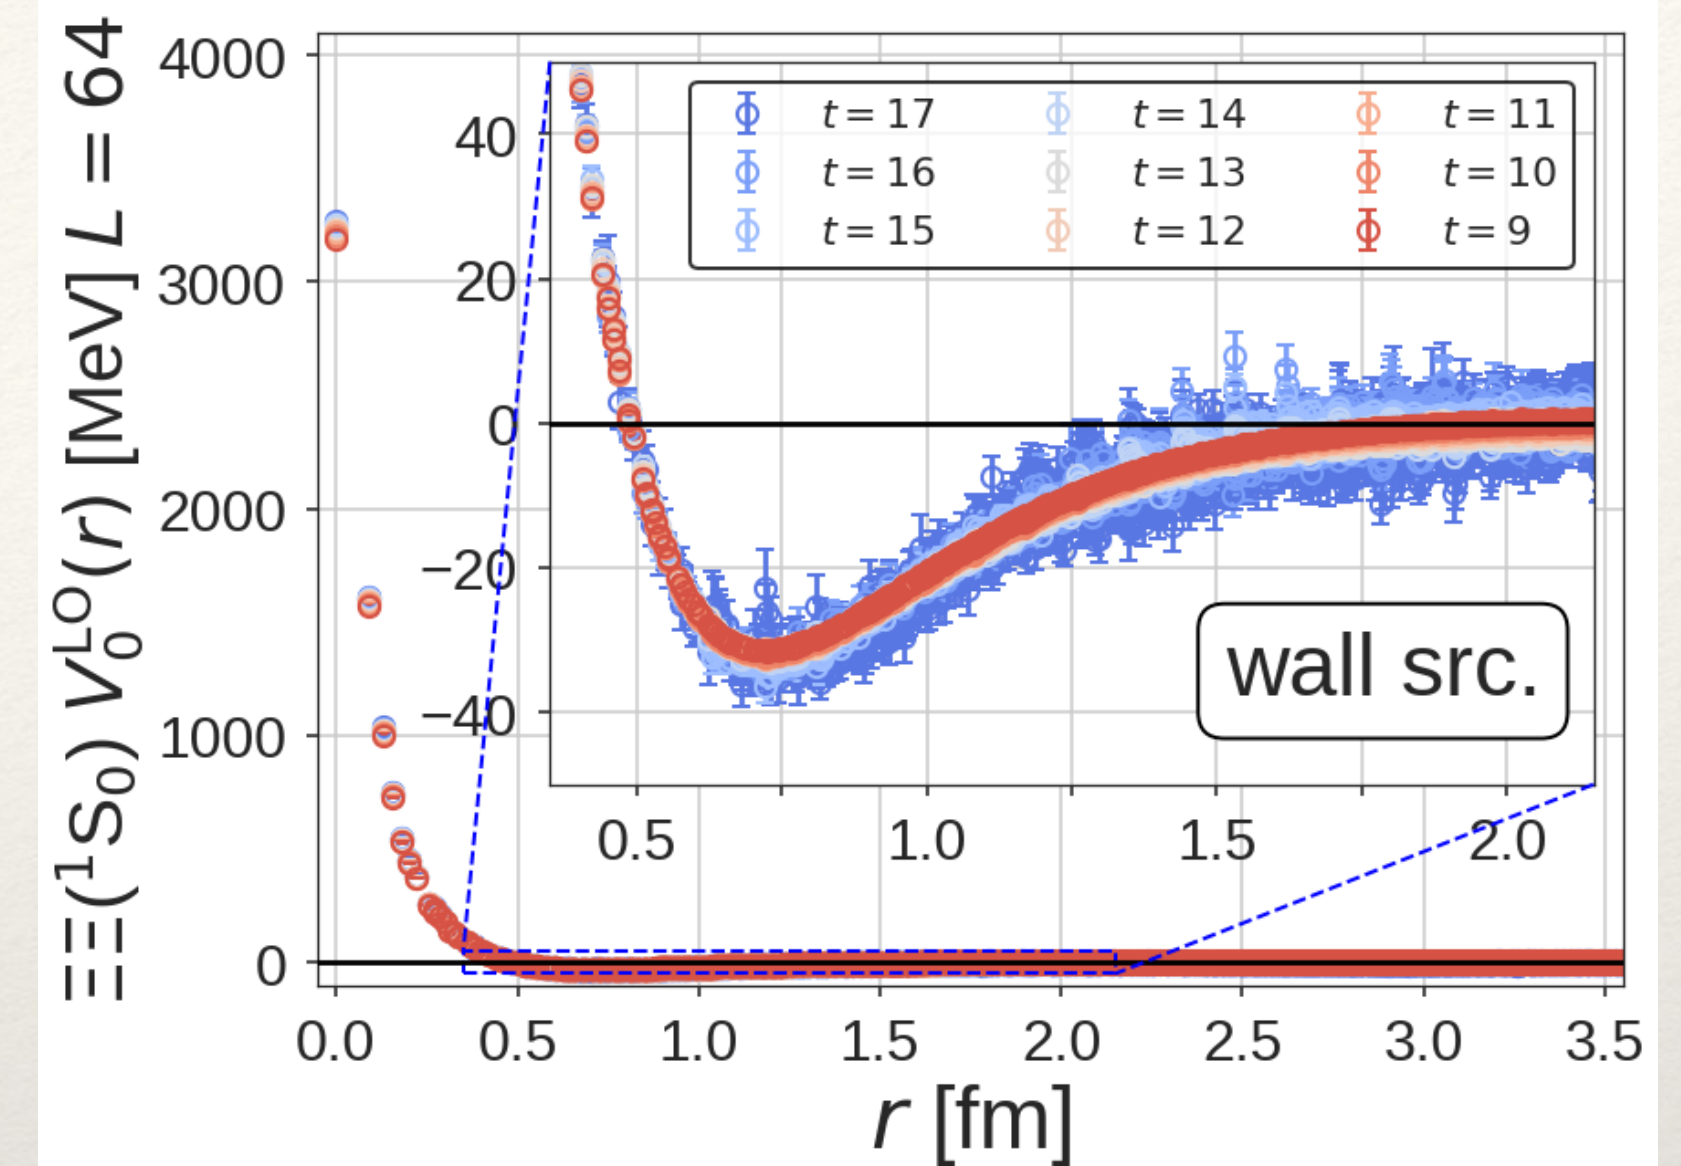 ΞΞ(¹S₀) V₀ᴸᴼ(r) [MeV] L = 64
4000
3000
2000
1000
0
40
20
0
−20
−40
t = 17
t = 14
t = 11
t = 16
t = 13
t = 10
t = 15
t = 12
t = 9
wall src.
0.5 1.0 1.5 2.0
0.0 0.5 1.0 1.5 2.0 2.5 3.0 3.5
r [fm]